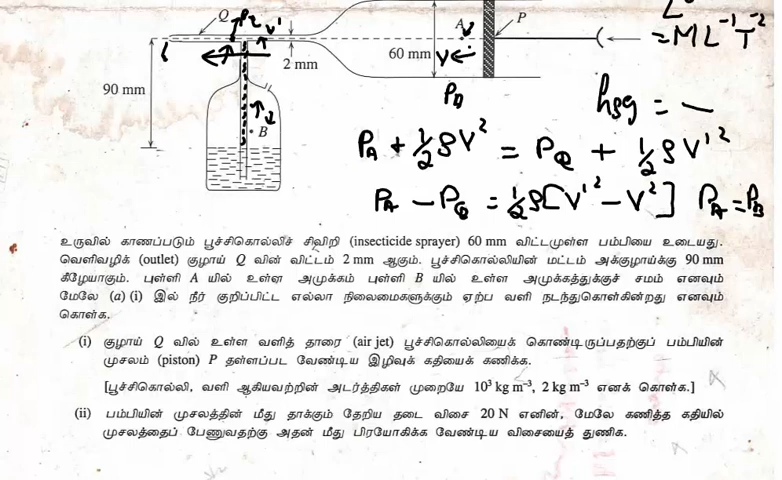 Q
P₂
V'
2 mm
90 mm
B
60 mm
A
P
V
= ML⁻¹T⁻²
hρg = —
P_A + ½ρV² = P_Q + ½ρV'²
P_A – P_Q = ½ρ[V'² – V²] P_A = P_B
உருவில் காணப்படும் பூச்சிகொல்லிச் சிவிறி (insecticide sprayer) 60 mm விட்டமுள்ள பம்பியை உடையது.
வெளிவழிக் (outlet) குழாய் Q வின் விட்டம் 2 mm ஆகும். பூச்சிகொல்லியின் மட்டம் அக்குழாய்க்கு 90 mm
கீழேயாகும். புள்ளி A யில் உள்ள அமுக்கம் புள்ளி B யில் உள்ள அமுக்கத்துக்குச் சமம் எனவும்
மேலே (a) (i) இல் நீர் குறிப்பிட்ட எல்லா நிலைமைகளுக்கும் ஏற்ப வளி நடந்துகொள்கின்றது எனவும்
கொள்க.
(i) குழாய் Q வில் உள்ள வளித் தாரை (air jet) பூச்சிகொல்லியைக் கொண்டிருப்பதற்குப் பம்பியின்
முசலம் (piston) P தள்ளப்பட வேண்டிய இழிவுக் கதியைக் கணிக்க.
[பூச்சிகொல்லி, வளி ஆகியவற்றின் அடர்த்திகள் முறையே 10³ kg m⁻³, 2 kg m⁻³ எனக் கொள்க.]
(ii) பம்பியின் முசலத்தின் மீது தாக்கும் தேறிய தடை விசை 20 N எனின், மேலே கணித்த கதியில்
முசலத்தைப் பேணுவதற்கு அதன் மீது பிரயோகிக்க வேண்டிய விசையைத் துணிக.